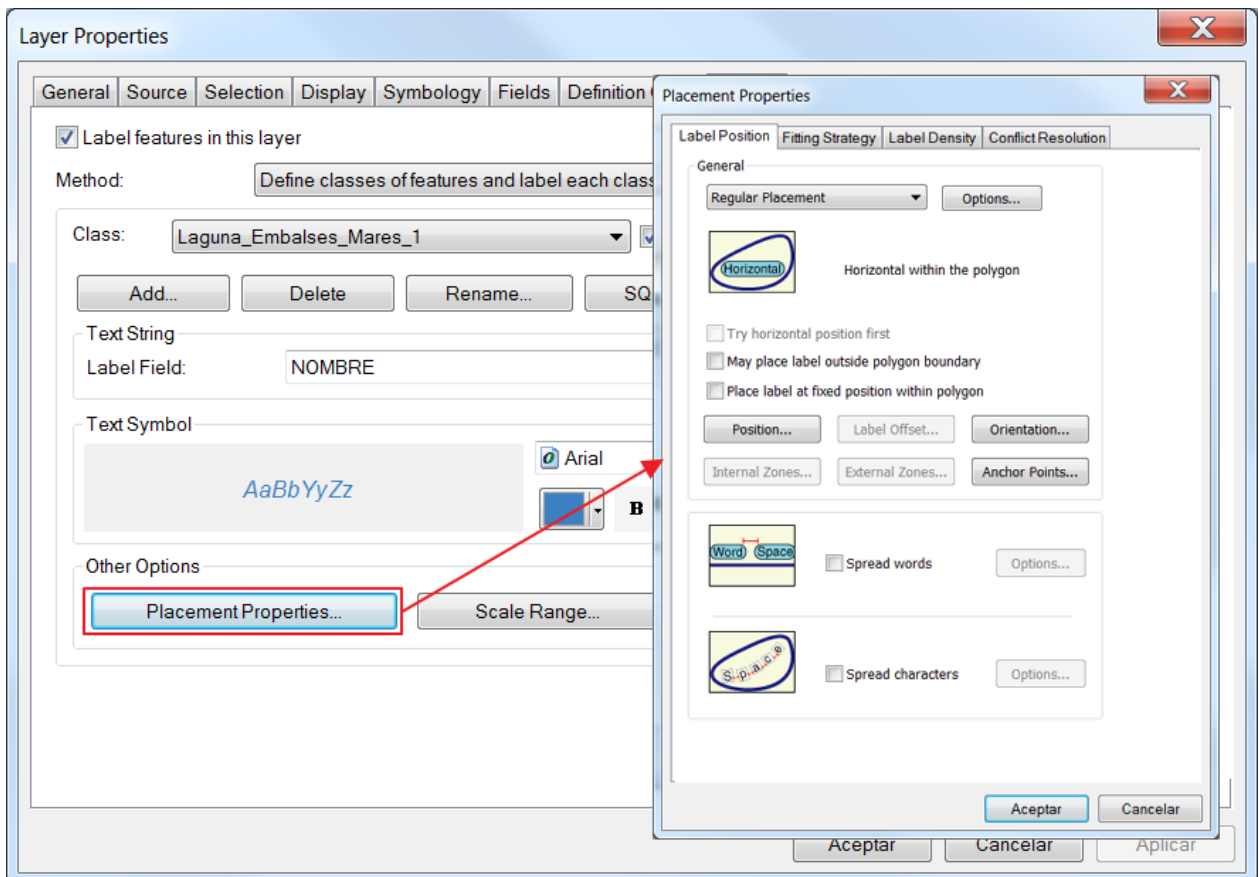 Layer Properties
General Source Selection Display Symbology Fields Definition
Label features in this layer
Method: Define classes of features and label each class
Class: Laguna_Embalses_Mares_1
Add... Delete Rename... SQ
Text String
Label Field: NOMBRE
Text Symbol
AaBbYyZz
Arial
B
Other Options
Placement Properties... Scale Range...
Aceptar Cancelar Aplicar
Placement Properties
Label Position Fitting Strategy Label Density Conflict Resolution
General
Regular Placement Options...
Horizontal
Horizontal within the polygon
Try horizontal position first
May place label outside polygon boundary
Place label at fixed position within polygon
Position... Label Offset... Orientation...
Internal Zones... External Zones... Anchor Points...
Word Space
Spread words Options...
Space
Spread characters Options...
Aceptar Cancelar